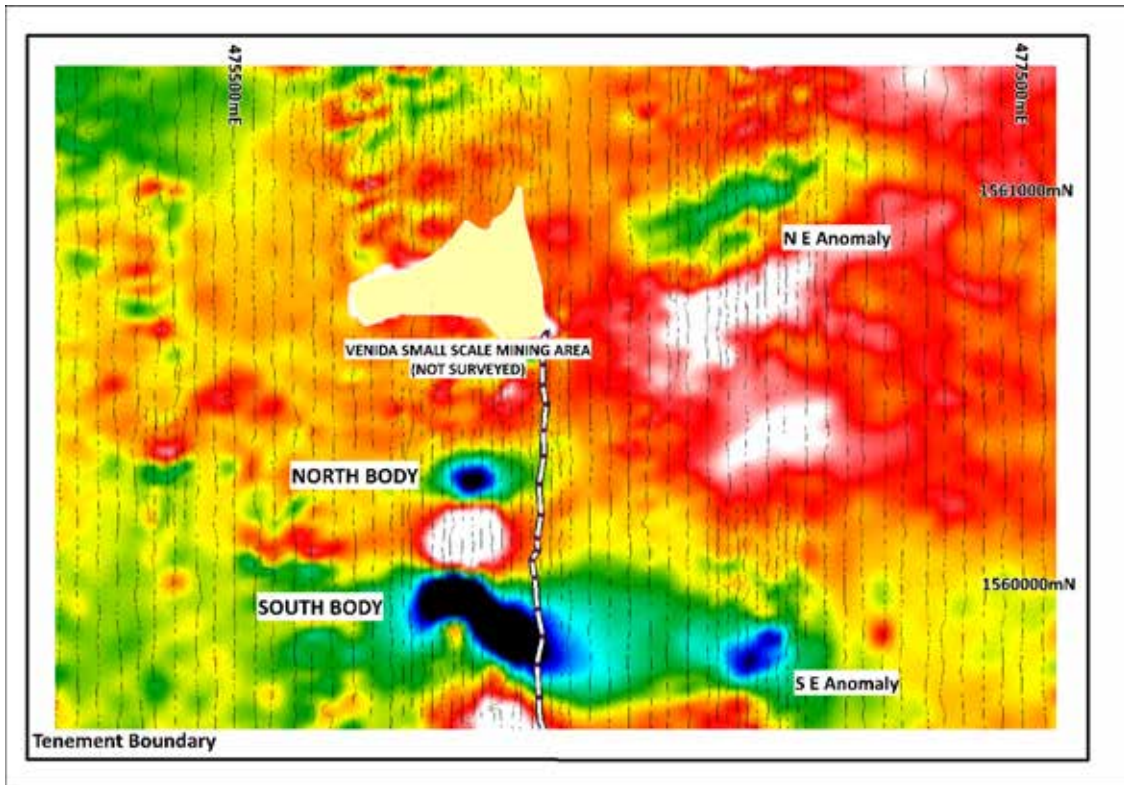 475500mE
477500mE
1561000mN
N E Anomaly
VENIDA SMALL SCALE MINING AREA
(NOT SURVEYED)
NORTH BODY
1560000mN
SOUTH BODY
S E Anomaly
Tenement Boundary